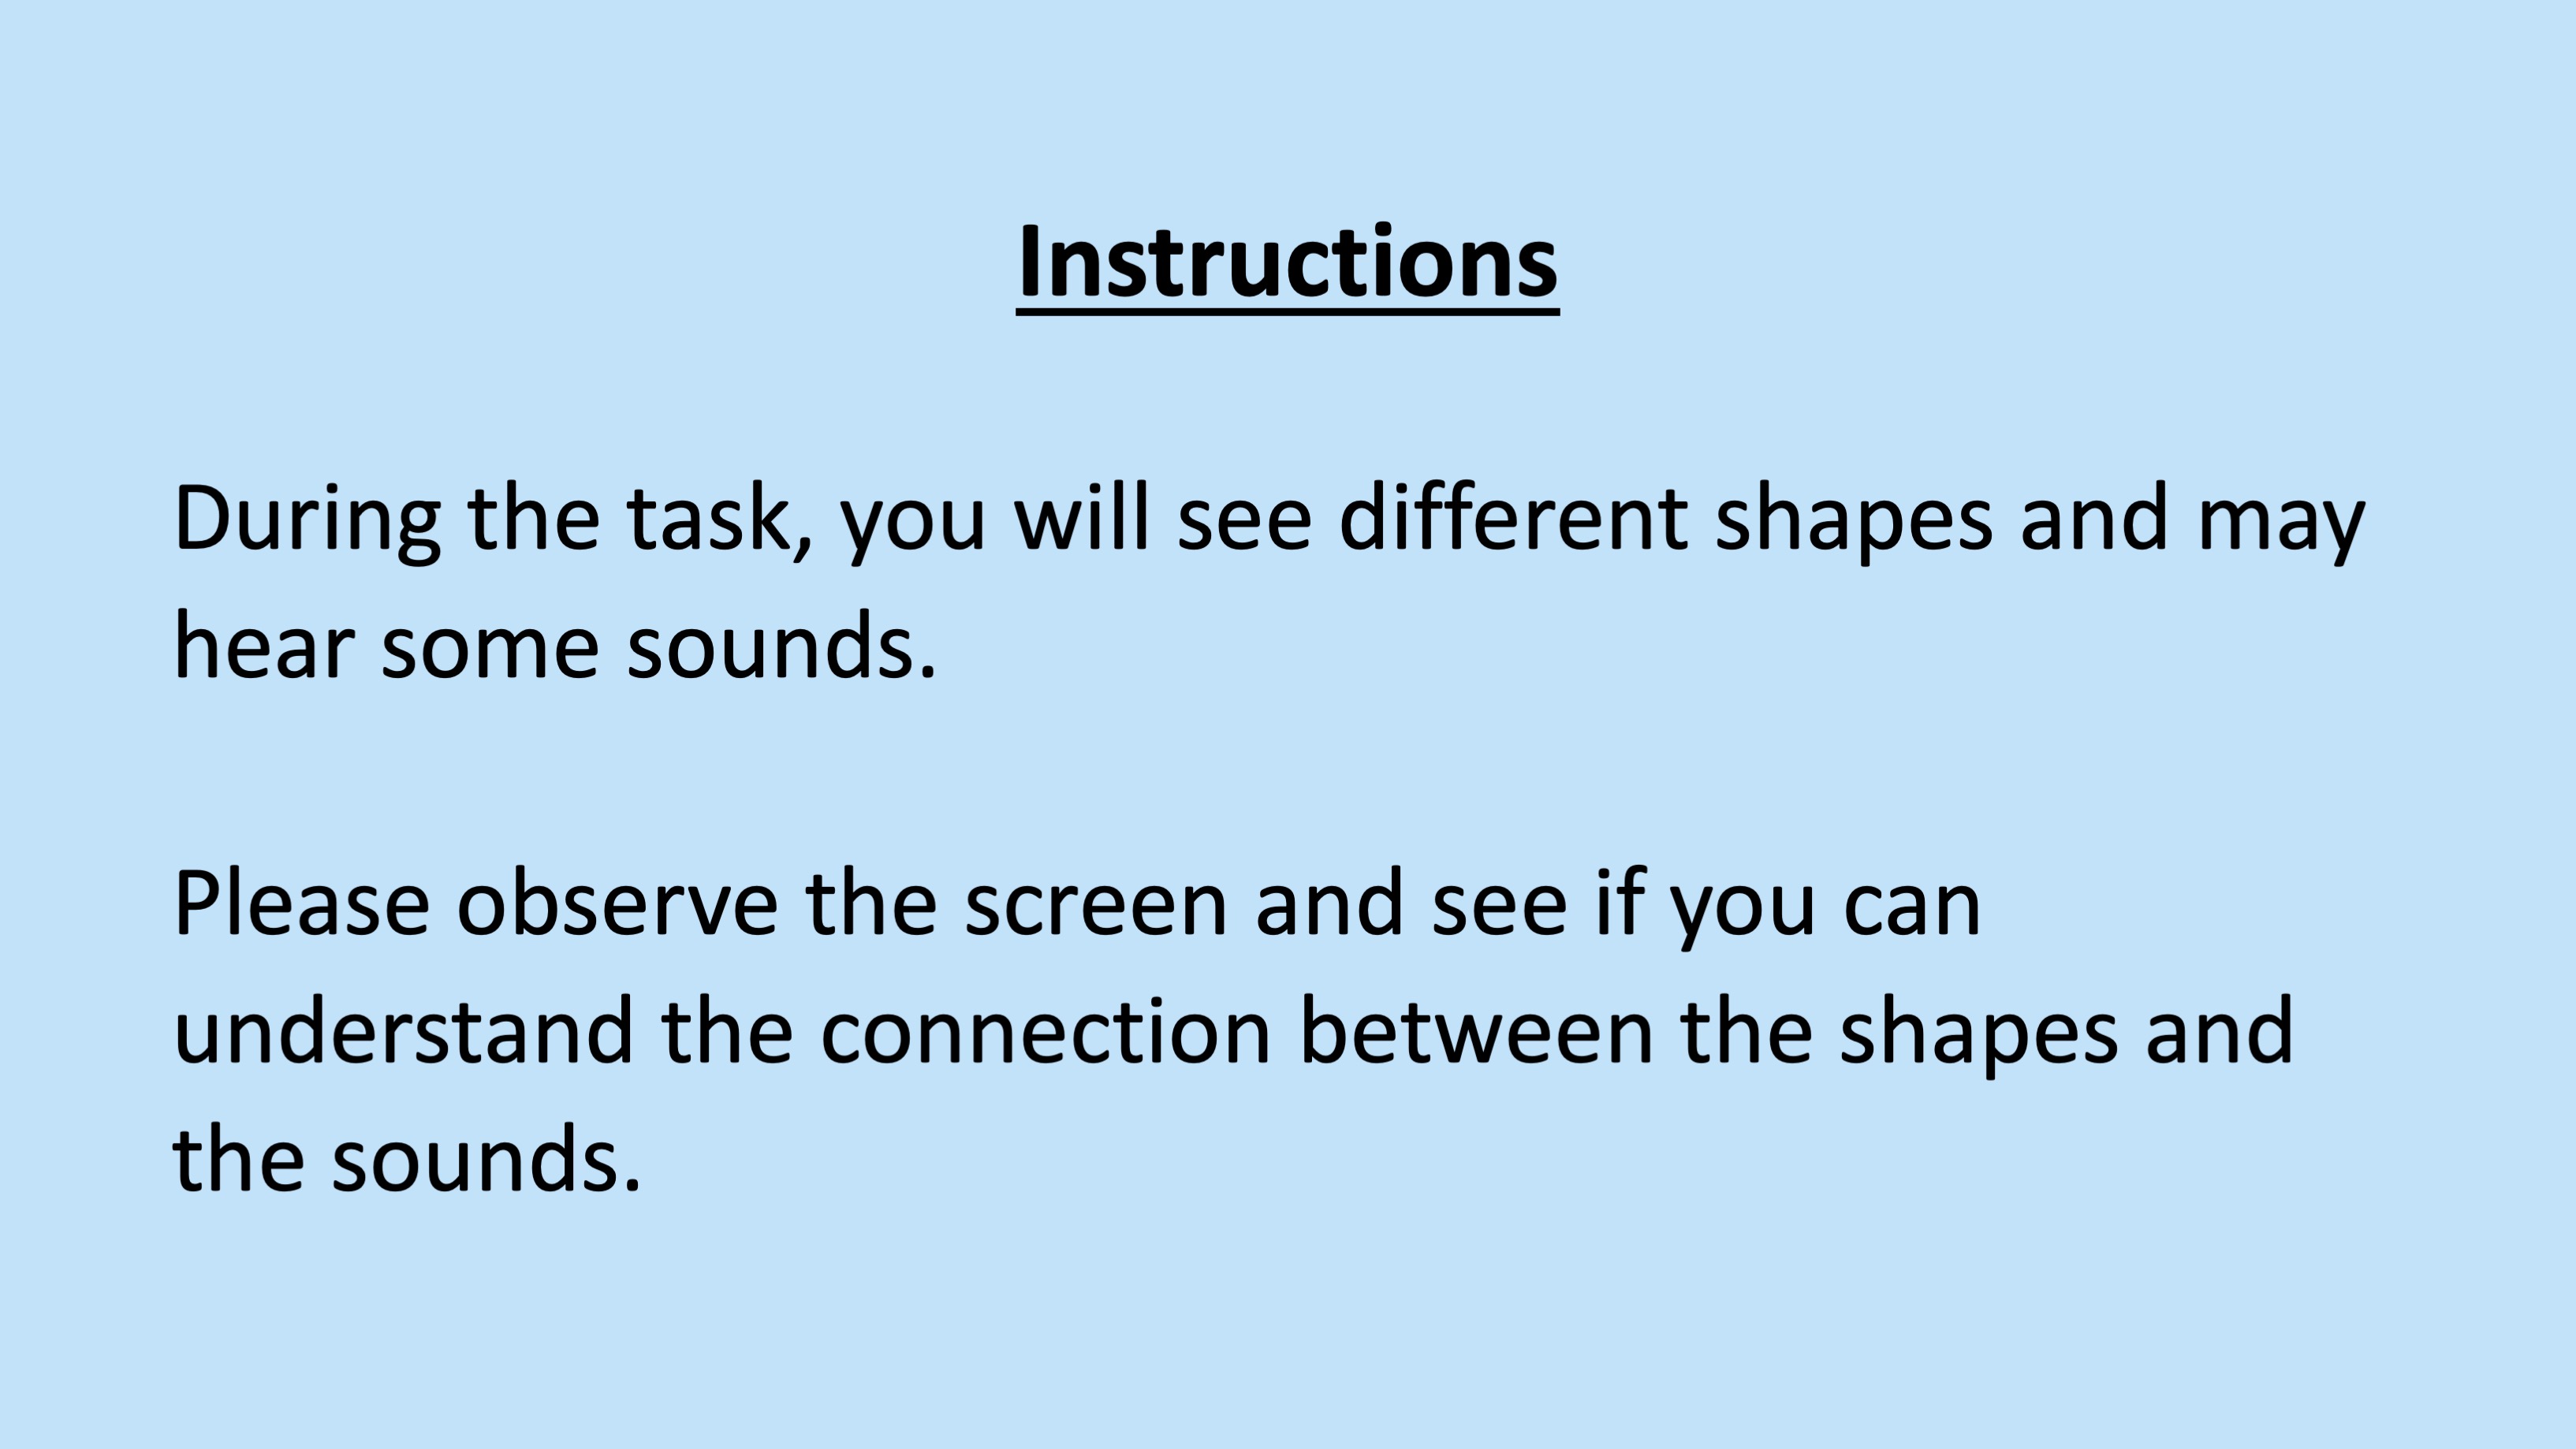 Instructions
During the task, you will see different shapes and may
hear some sounds.
Please observe the screen and see if you can
understand the connection between the shapes and
the sounds.